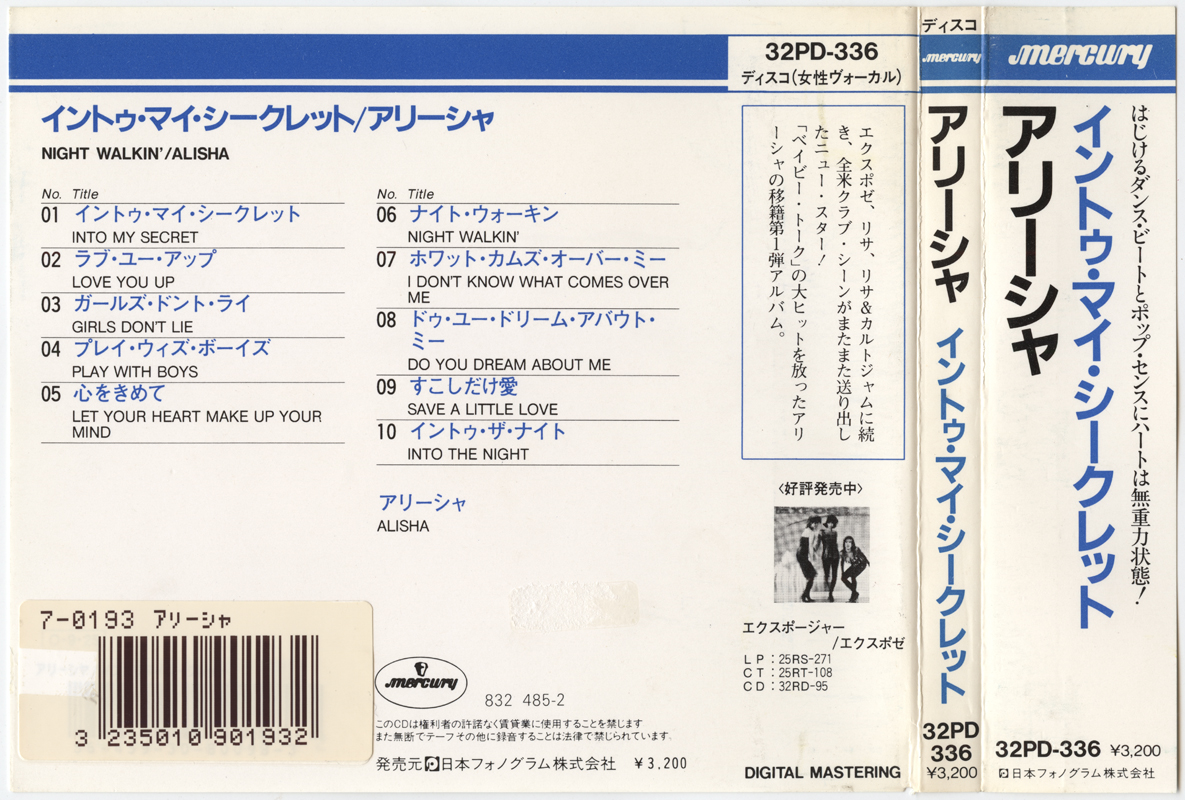 32PD-336
ディスコ(女性ヴォーカル)
イントゥ・マイ・シークレット/アリーシャ
NIGHT WALKIN'/ALISHA
No. Title
01 イントゥ・マイ・シークレット
INTO MY SECRET
02 ラブ・ユー・アップ
LOVE YOU UP
03 ガールズ・ドント・ライ
GIRLS DON'T LIE
04 プレイ・ウィズ・ボーイズ
PLAY WITH BOYS
05 心をきめて
LET YOUR HEART MAKE UP YOUR
MIND
No. Title
06 ナイト・ウォーキン
NIGHT WALKIN'
07 ホワット・カムズ・オーバー・ミー
I DON'T KNOW WHAT COMES OVER
ME
08 ドゥ・ユー・ドリーム・アバウト・
ミー
DO YOU DREAM ABOUT ME
09 すこしだけ愛
SAVE A LITTLE LOVE
10 イントゥ・ザ・ナイト
INTO THE NIGHT
アリーシャ
ALISHA
7-0193 アリーシャ
3 235010 901932
mercury
832 485-2
このCDは権利者の許諾なく賃貸業に使用することを禁じます
また無断でテープその他に録音することは法律で禁じられています.
発売元 日本フォノグラム株式会社 ¥3,200
エクスポゼ、リサ、リサ&カルトジャムに続
き、全米クラブ・シーンがまたまた送り出し
たニュー・スター!
「ベイビー・トーク」の大ヒットを放ったアリ
ーシャの移籍第1弾アルバム。
〈好評発売中〉
EXPOSE
エクスポージャー
/エクスポゼ
LP:25RS-271
CT:25RT-108
CD:32RD-95
DIGITAL MASTERING
ディスコ
mercury
アリーシャ イントゥ・マイ・シークレット
32PD
336
¥3,200
mercury
はじけるダンス・ビートとポップ・センスにハートは無重力状態!
イントゥ・マイ・シークレット
アリーシャ
32PD-336 ¥3,200
日本フォノグラム株式会社